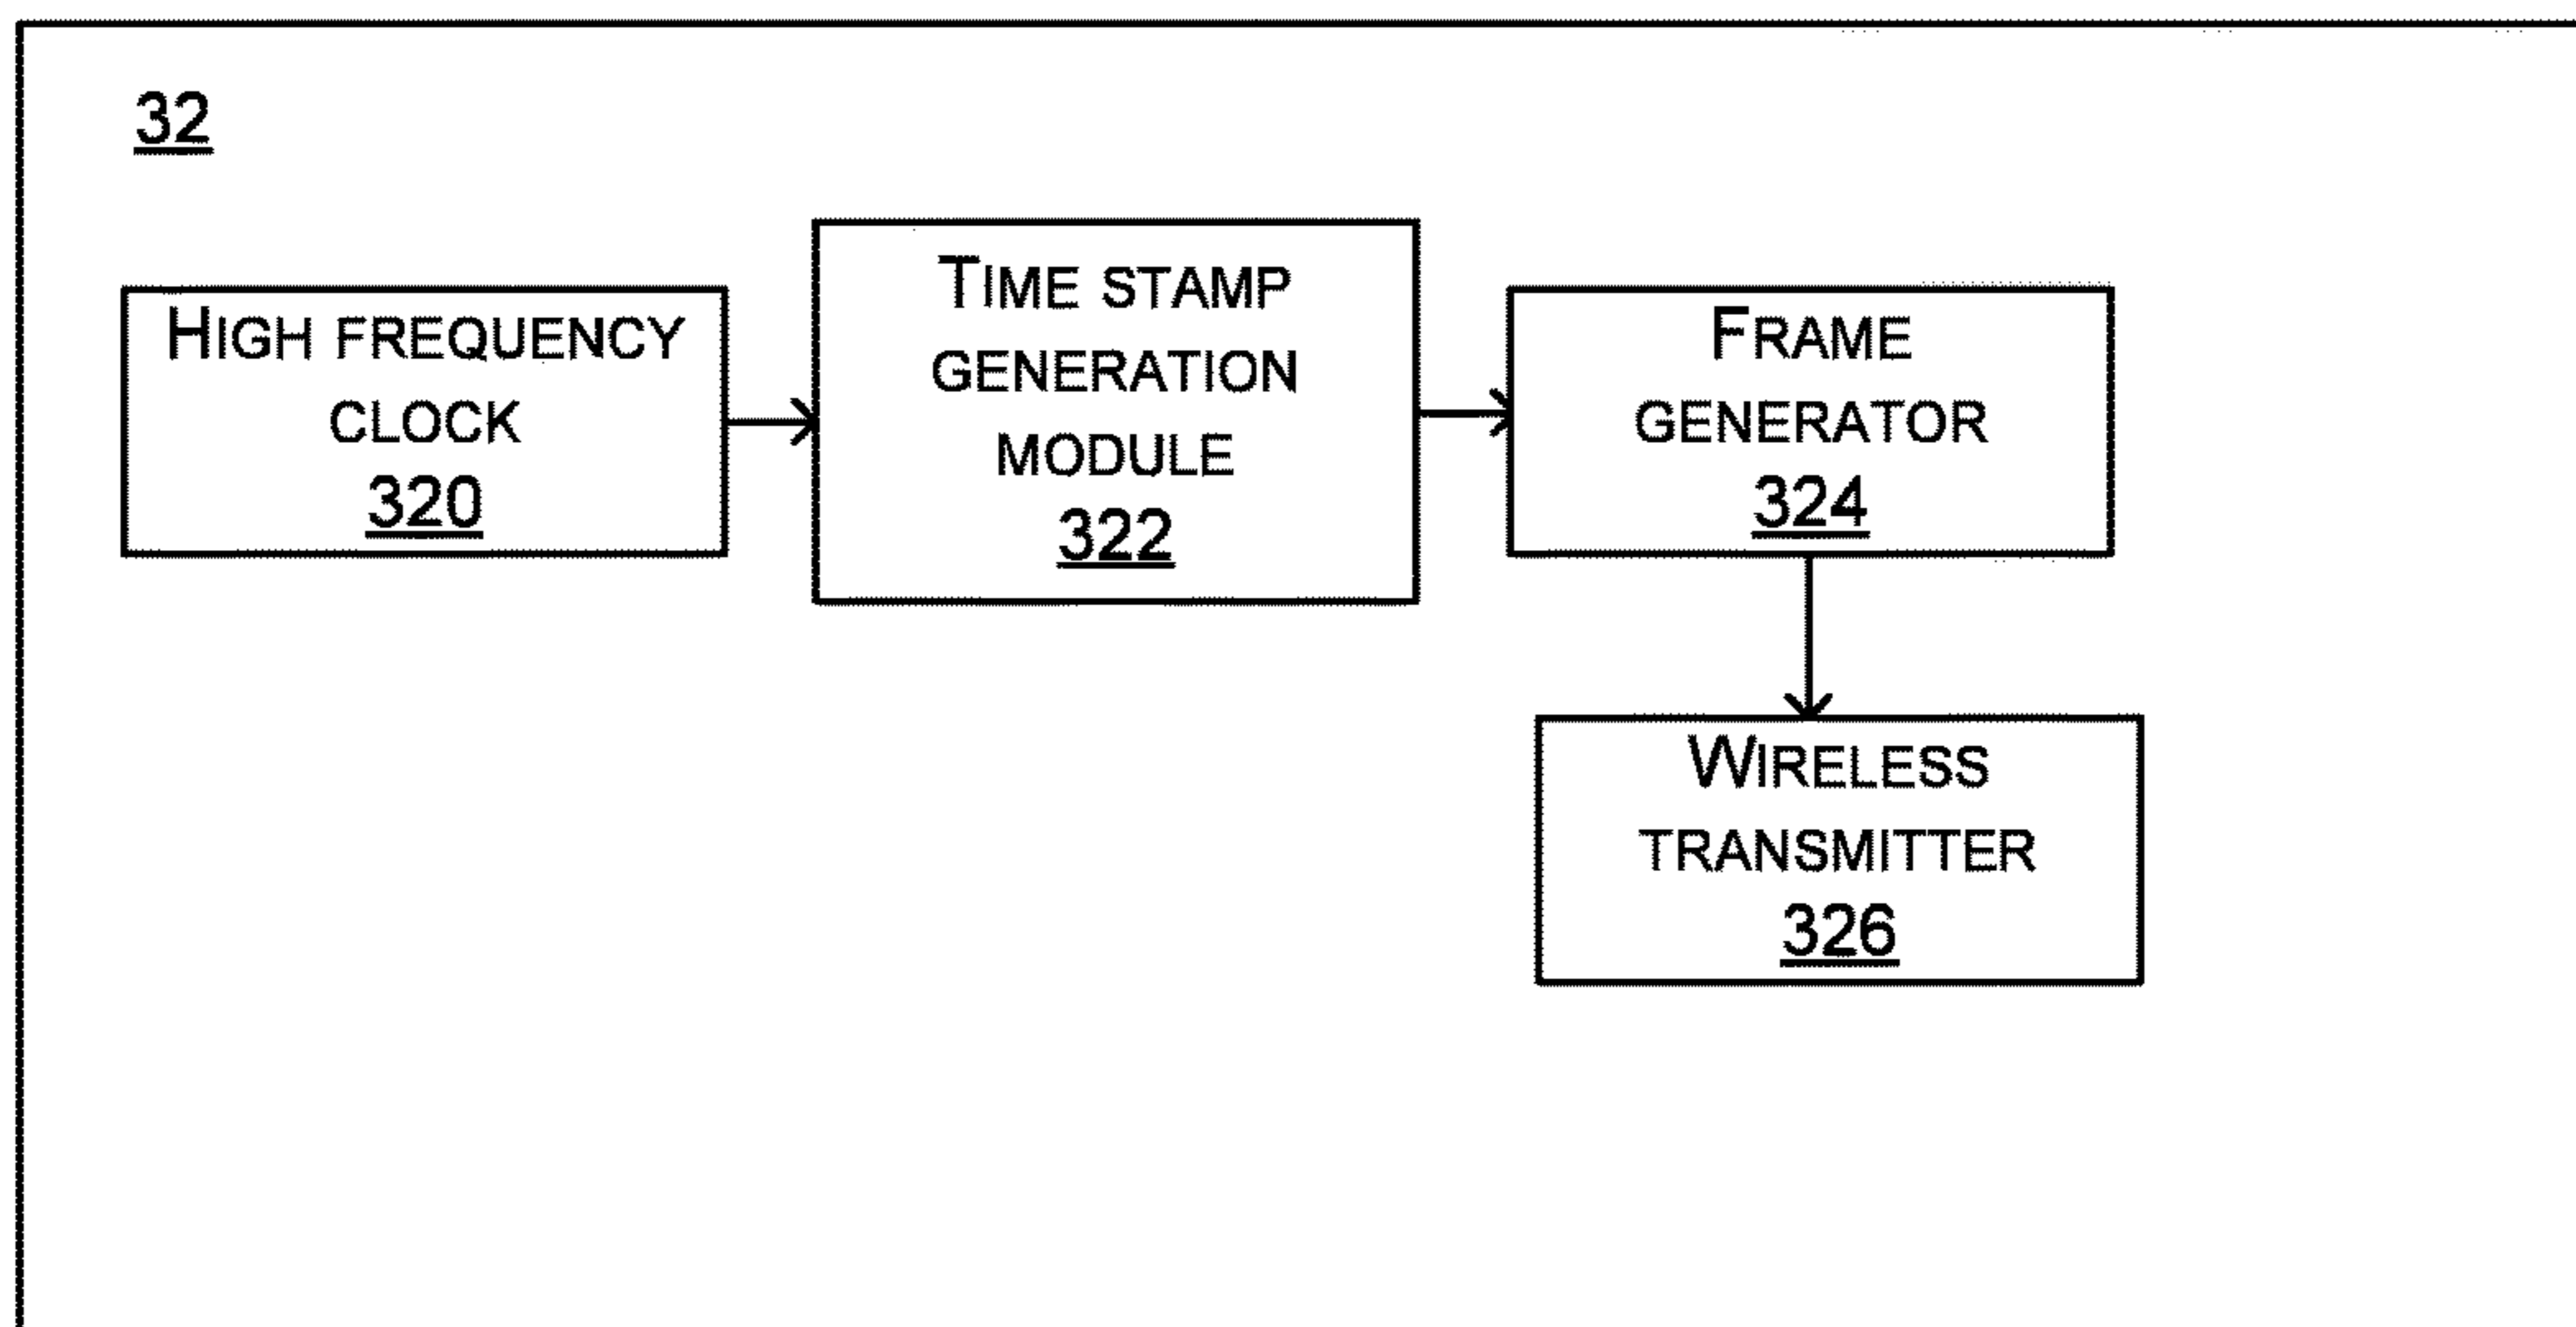 32
HIGH FREQUENCY
CLOCK
320
TIME STAMP
GENERATION
MODULE
322
FRAME
GENERATOR
324
WIRELESS
TRANSMITTER
326